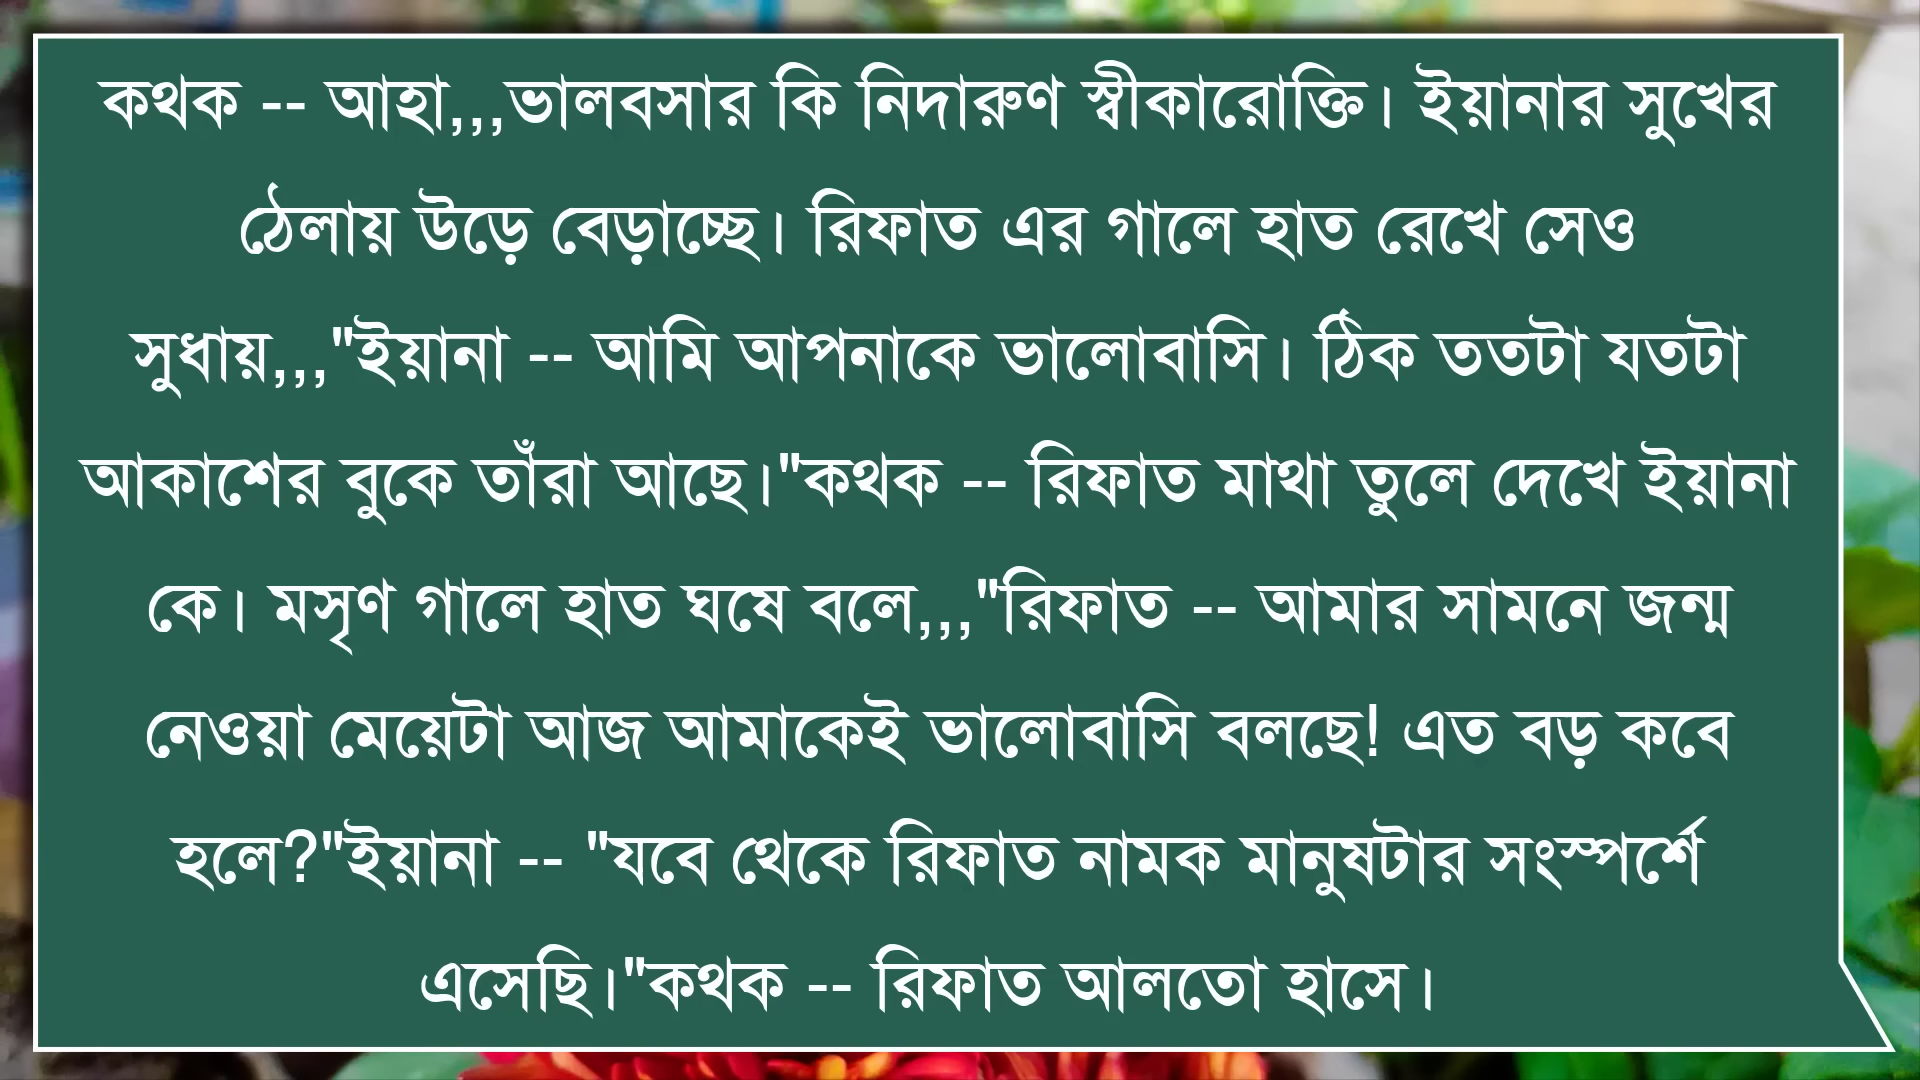 কথক -- আহা,,,ভালবসার কি নিদারুণ স্বীকারোক্তি। ইয়ানার সুখের
ঠেলায় উড়ে বেড়াচ্ছে। রিফাত এর গালে হাত রেখে সেও
সুধায়,,,"ইয়ানা -- আমি আপনাকে ভালোবাসি। ঠিক ততটা যতটা
আকাশের বুকে তাঁরা আছে।"কথক -- রিফাত মাথা তুলে দেখে ইয়ানা
কে। মসৃণ গালে হাত ঘষে বলে,,,"রিফাত -- আমার সামনে জন্ম
নেওয়া মেয়েটা আজ আমাকেই ভালোবাসি বলছে! এত বড় কবে
হলে?"ইয়ানা -- "যবে থেকে রিফাত নামক মানুষটার সংস্পর্শে
এসেছি।"কথক -- রিফাত আলতো হাসে।